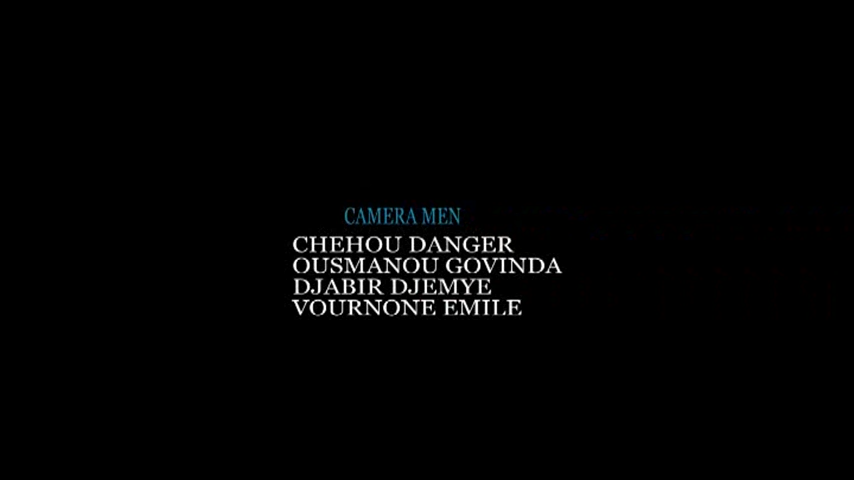 CAMERA MEN
CHEHOU DANGER
OUSMANOU GOVINDA
DJABIR DJEMYE
VOURNONE EMILE